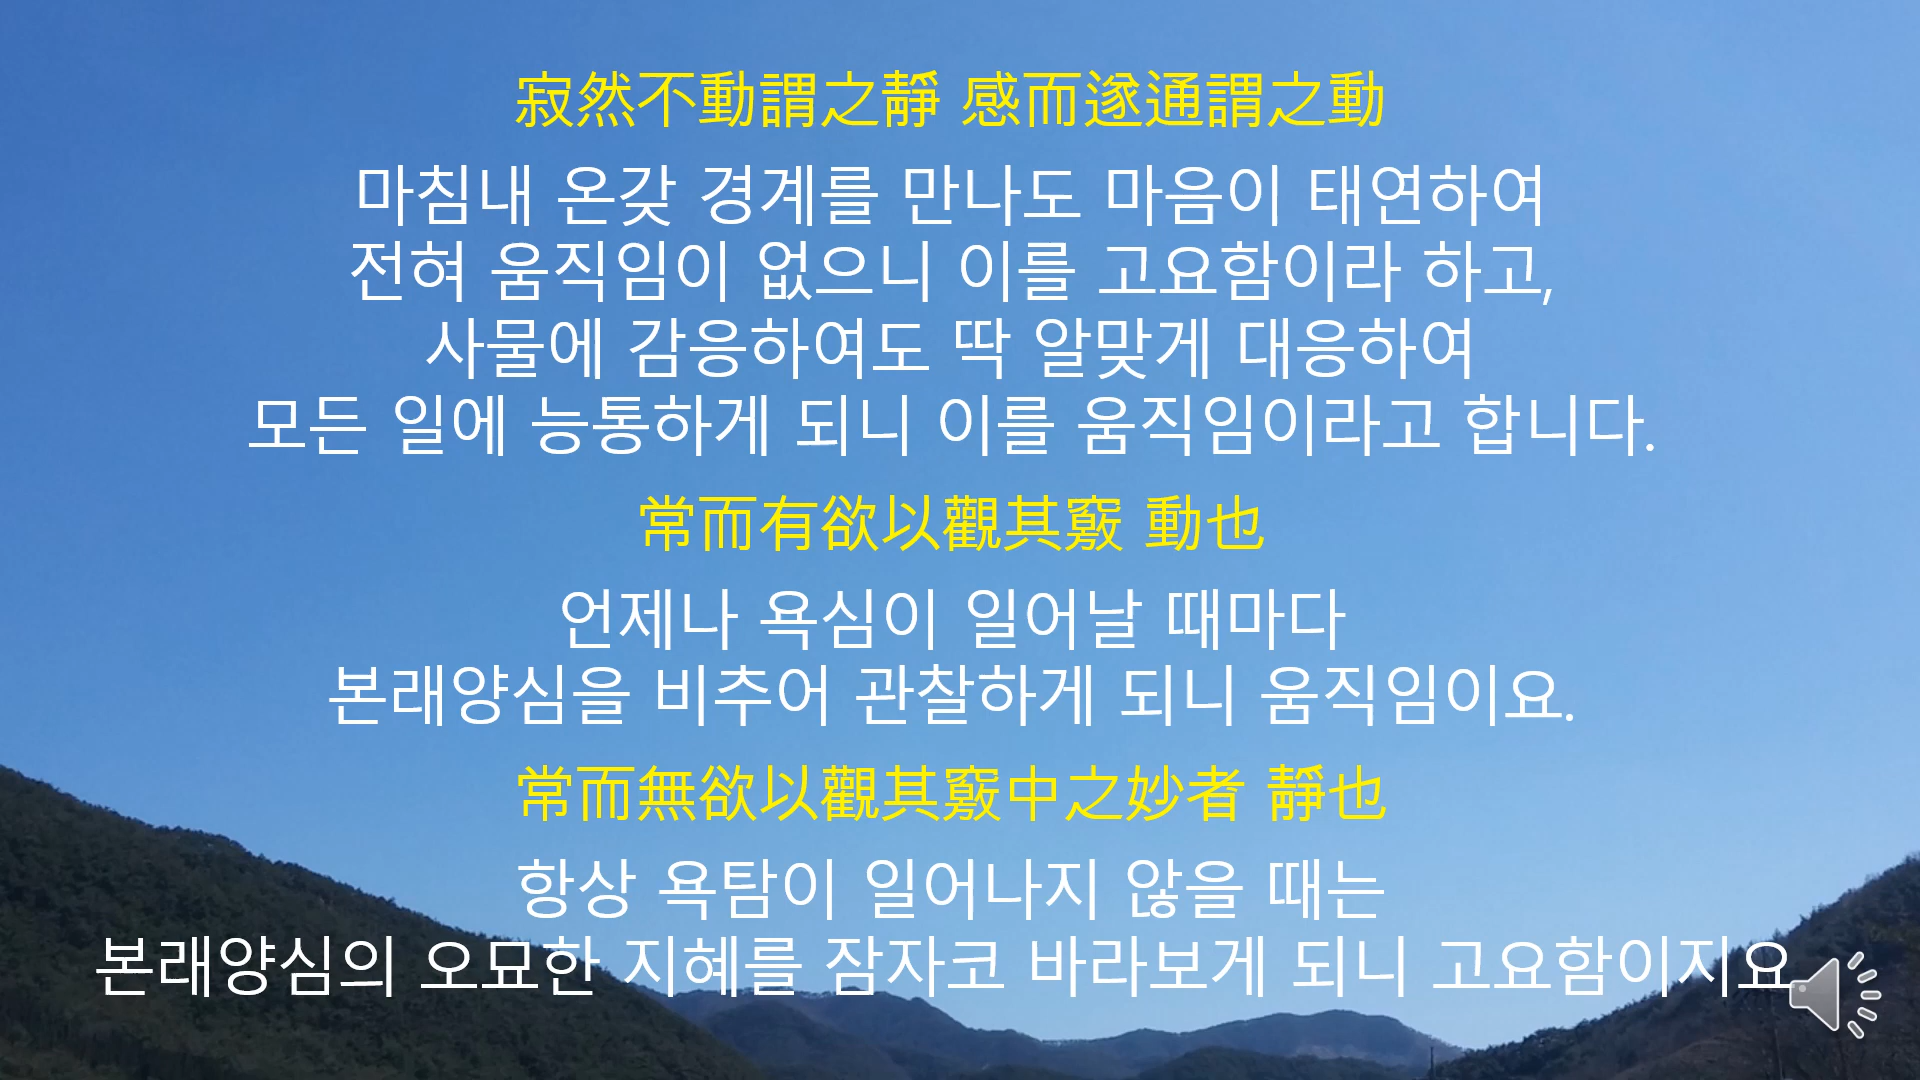 寂然不動謂之靜 感而遂通謂之動
마침내 온갖 경계를 만나도 마음이 태연하여
전혀 움직임이 없으니 이를 고요함이라 하고,
사물에 감응하여도 딱 알맞게 대응하여
모든 일에 능통하게 되니 이를 움직임이라고 합니다.
常而有欲以觀其竅 動也
언제나 욕심이 일어날 때마다
본래양심을 비추어 관찰하게 되니 움직임이요.
常而無欲以觀其竅中之妙者 靜也
항상 욕탐이 일어나지 않을 때는
본래양심의 오묘한 지혜를 잠자코 바라보게 되니 고요함이지요